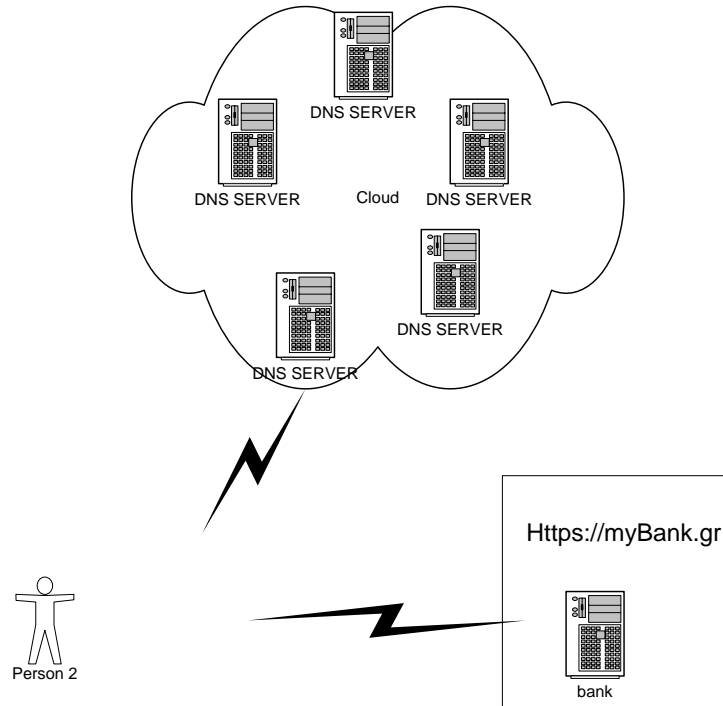 DNS SERVER
DNS SERVER
Cloud
DNS SERVER
DNS SERVER
DNS SERVER
Https://myBank.gr
Person 2
bank